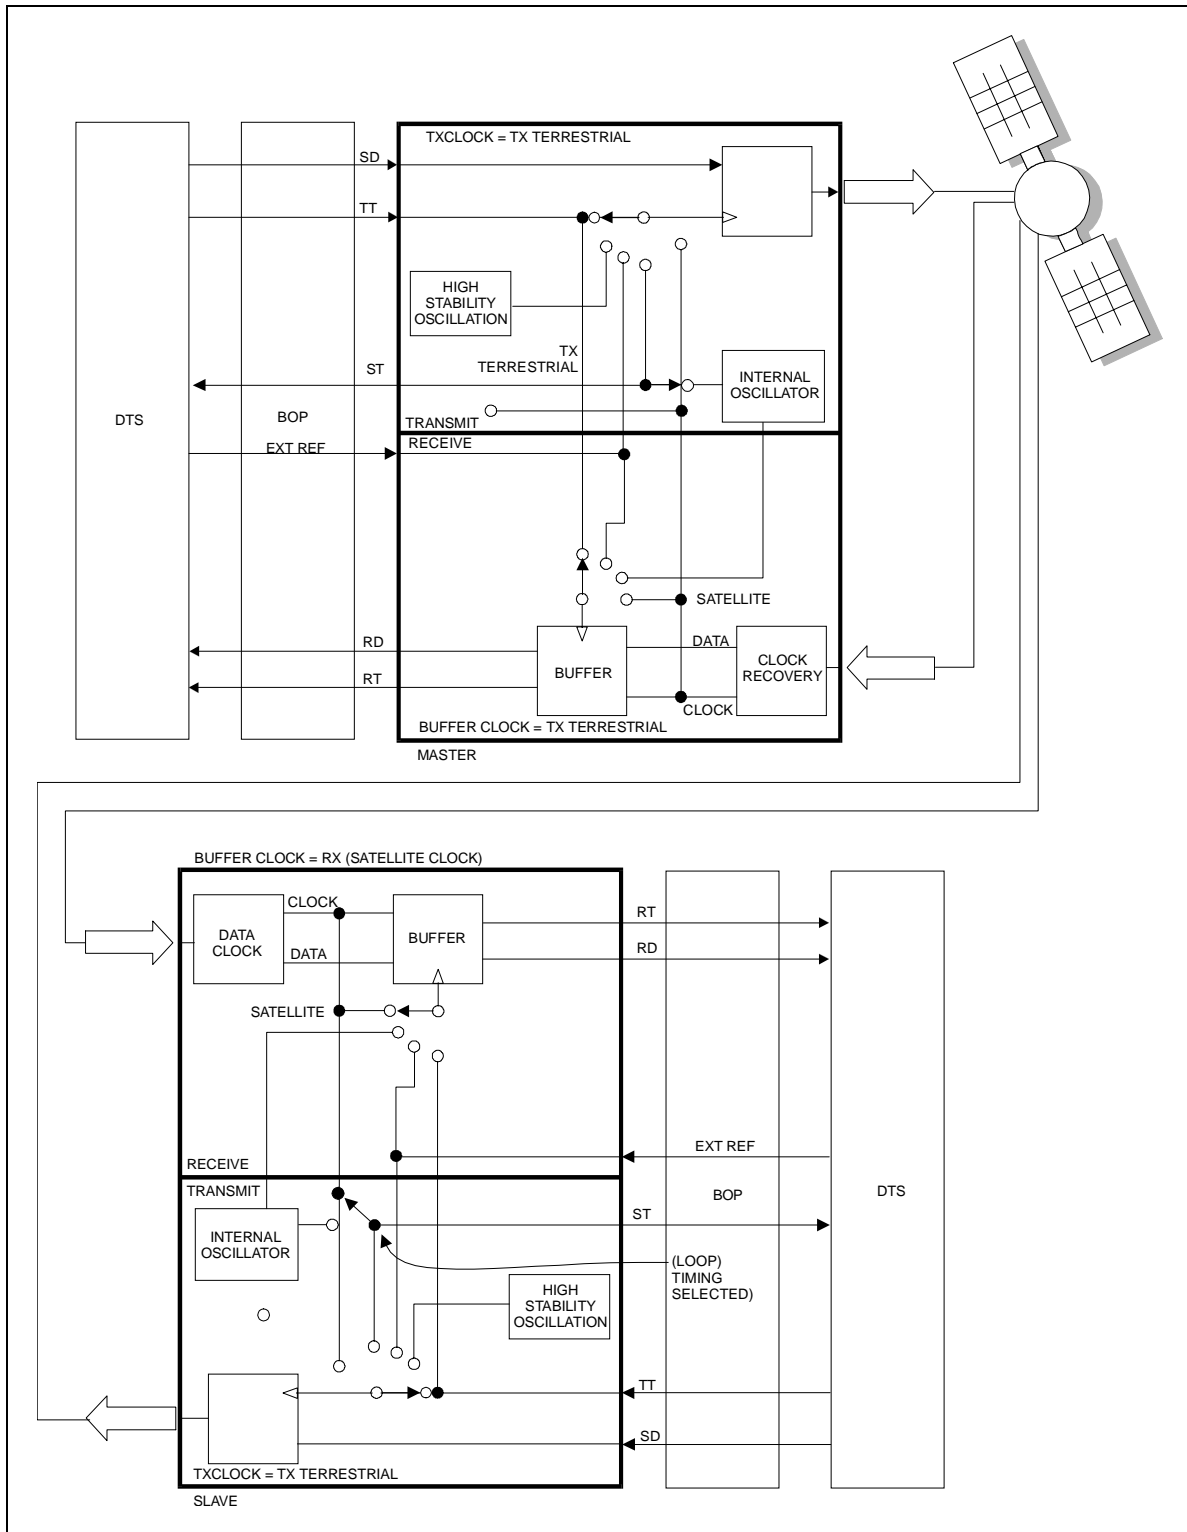 TXCLOCK = TX TERRESTRIAL
SD
TT
HIGH
STABILITY
OSCILLATION
TX
TERRESTRIAL
ST
INTERNAL
OSCILLATOR
DTS
BOP
TRANSMIT
RECEIVE
EXT REF
SATELLITE
RD
DATA
CLOCK
RECOVERY
BUFFER
RT
CLOCK
BUFFER CLOCK = TX TERRESTRIAL
MASTER
BUFFER CLOCK = RX (SATELLITE CLOCK)
CLOCK
RT
DATA
CLOCK
BUFFER
DATA
RD
SATELLITE
EXT REF
RECEIVE
TRANSMIT
BOP
DTS
ST
INTERNAL
OSCILLATOR
(LOOP)
TIMING
SELECTED)
HIGH
STABILITY
OSCILLATION
TT
SD
TXCLOCK = TX TERRESTRIAL
SLAVE